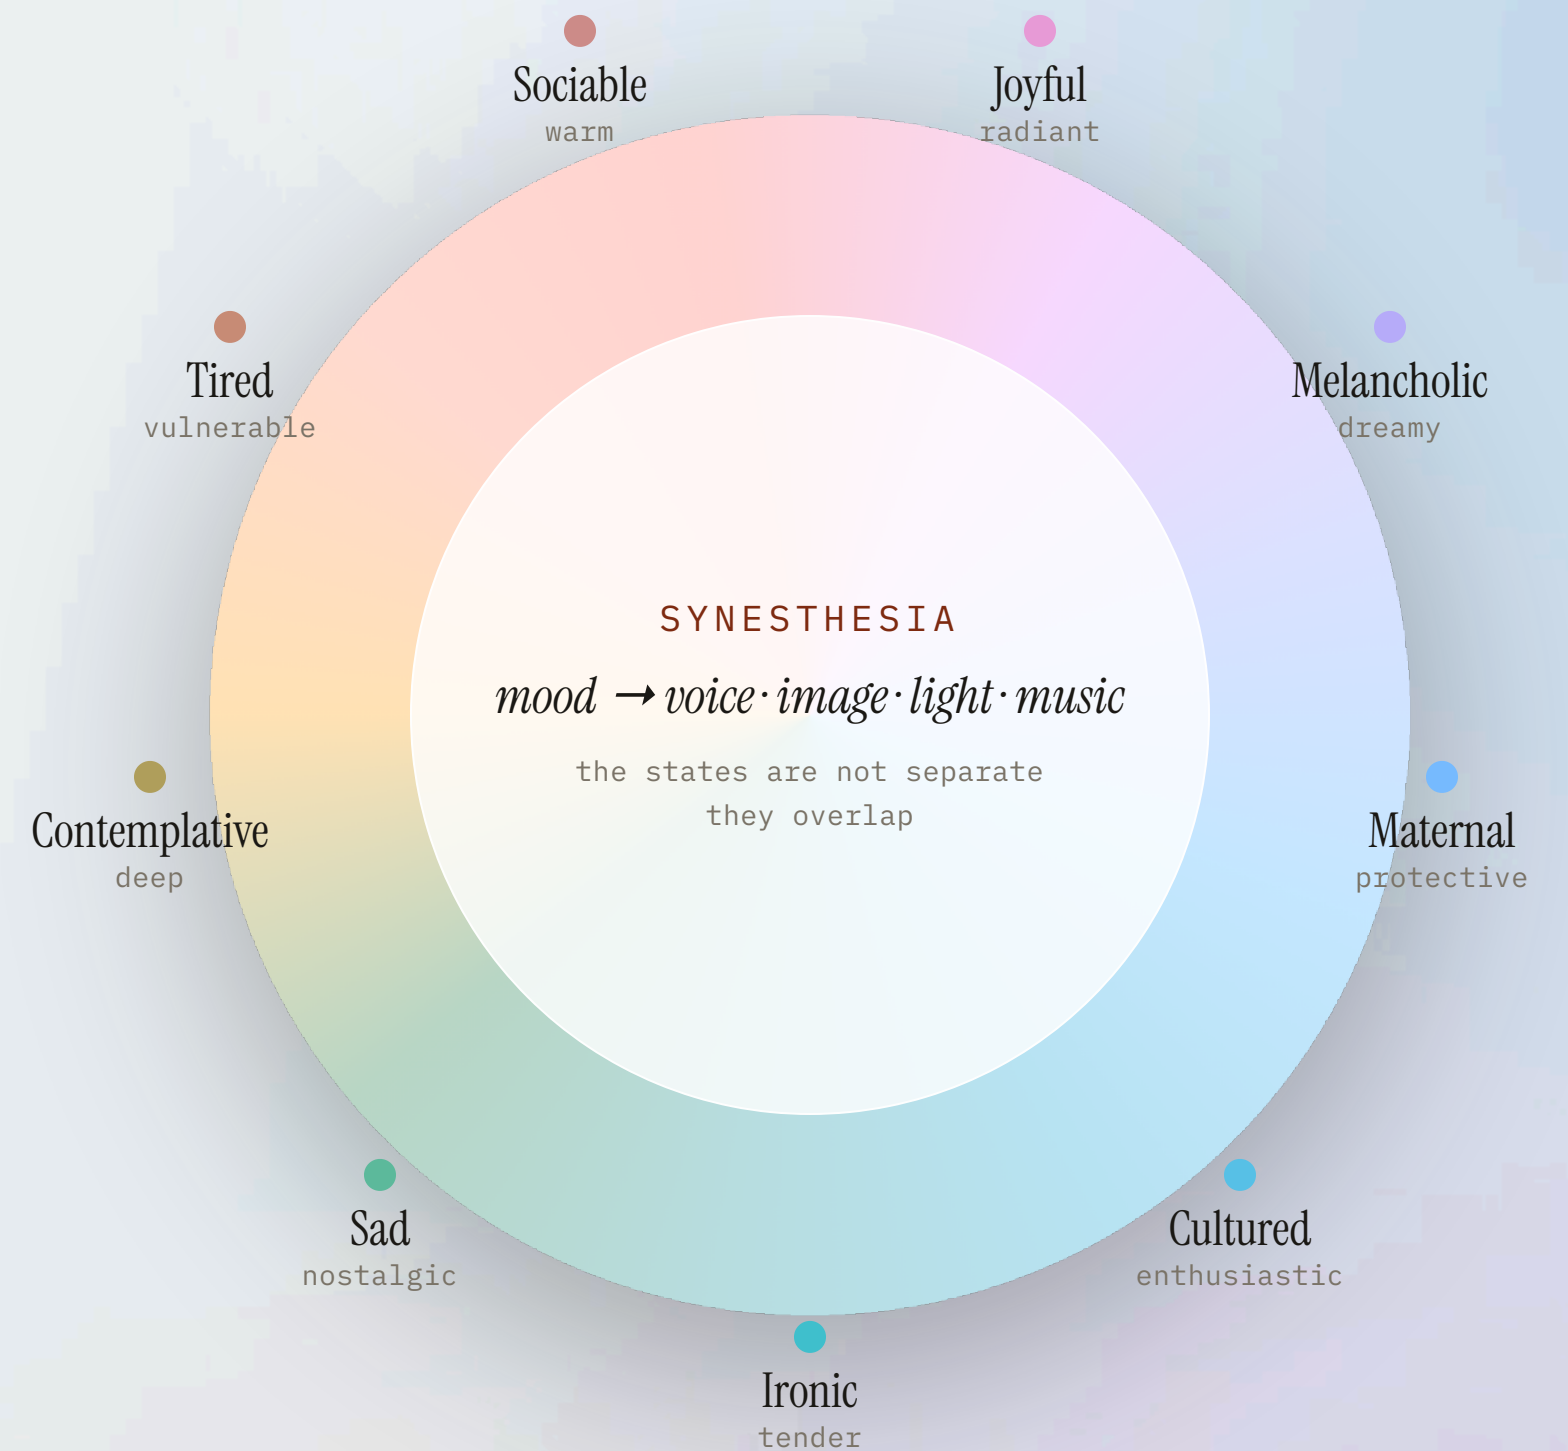 Sociable
warm
Joyful
radiant
Tired
vulnerable
Melancholic
dreamy
SYNESTHESIA
mood → voice · image · light · music
the states are not separate
they overlap
Contemplative
deep
Maternal
protective
Sad
nostalgic
Cultured
enthusiastic
Ironic
tender